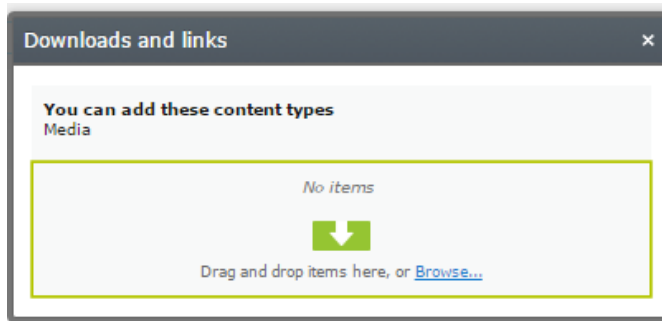 Downloads and links ×
You can add these content types
Media
No items
Drag and drop items here, or Browse...